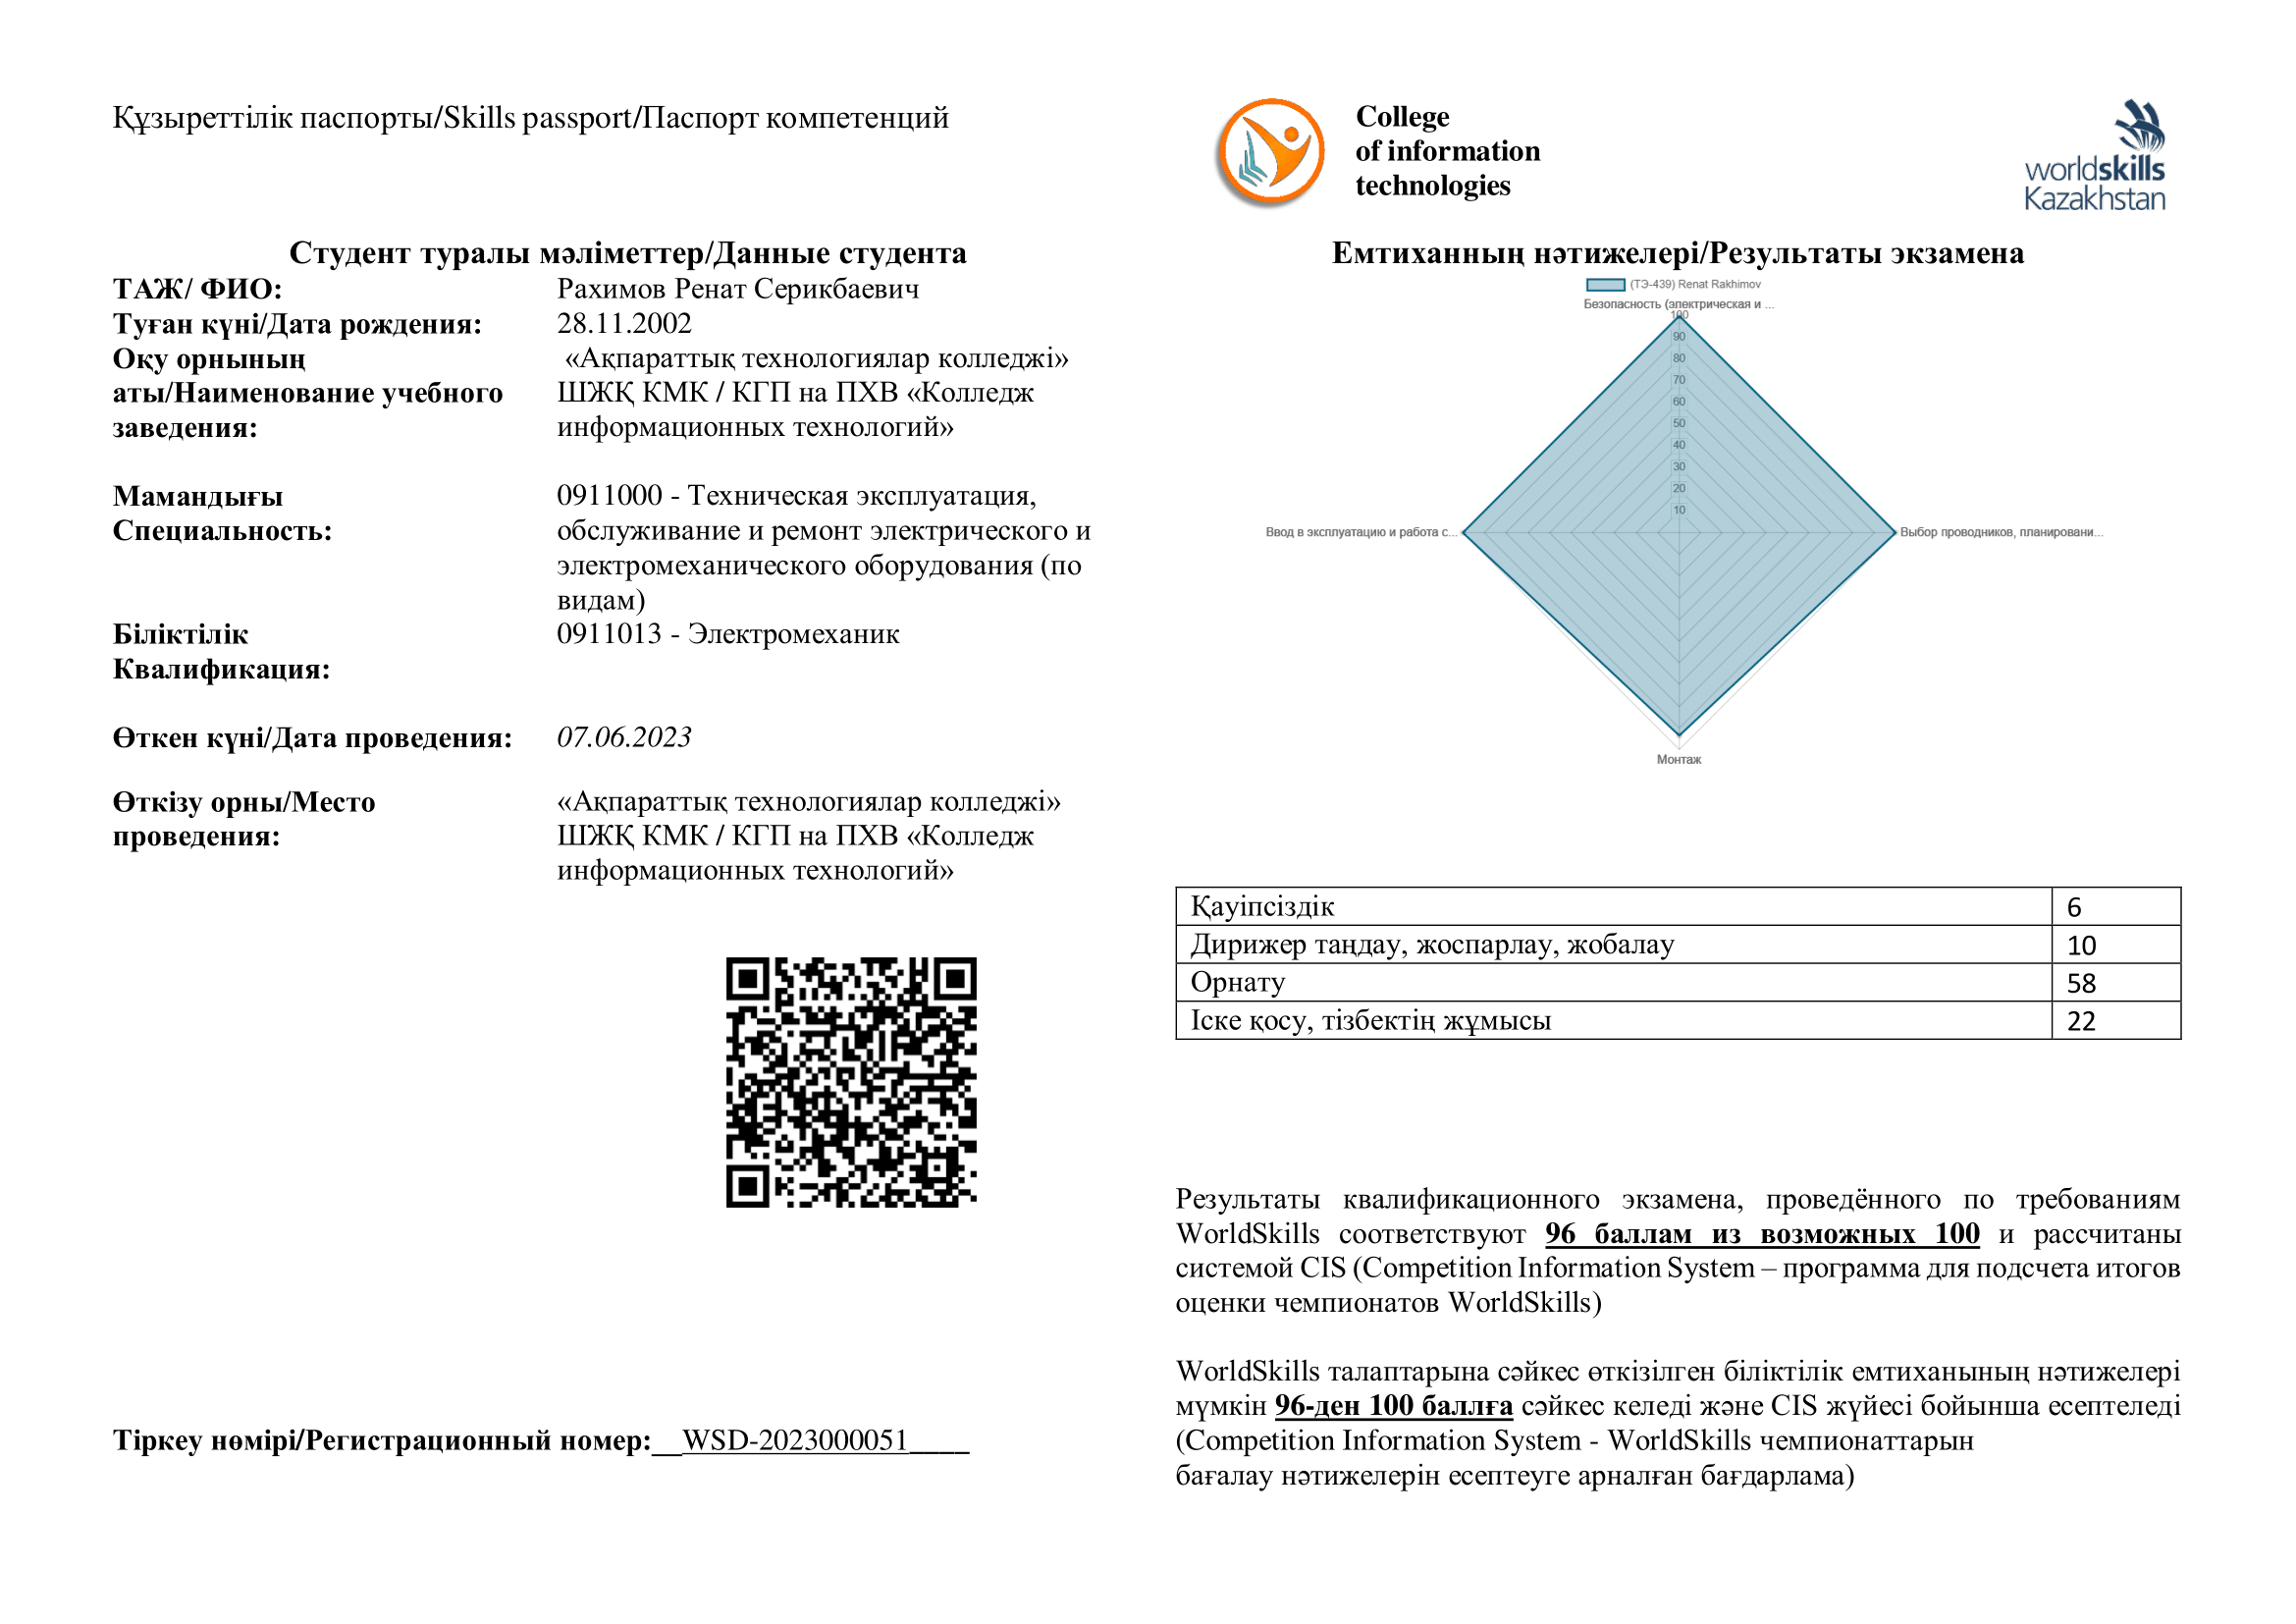 Құзыреттілік паспорты/Skills passport/Паспорт компетенций
Студент туралы мәліметтер/Данные студента
ТАЖ/ ФИО: Рахимов Ренат Серикбаевич
Туған күні/Дата рождения: 28.11.2002
Оқу орнының «Ақпараттық технологиялар колледжі»
аты/Наименование учебного ШЖҚ КМК / КГП на ПХВ «Колледж
заведения: информационных технологий»
Мамандығы 0911000 - Техническая эксплуатация,
Специальность: обслуживание и ремонт электрического и
электромеханического оборудования (по
видам)
Біліктілік 0911013 - Электромеханик
Квалификация:
Өткен күні/Дата проведения: 07.06.2023
Өткізу орны/Место «Ақпараттық технологиялар колледжі»
проведения: ШЖҚ КМК / КГП на ПХВ «Колледж
информационных технологий»
Тіркеу нөмірі/Регистрационный номер:__WSD-2023000051____
College
of information
technologies
worldskills
Kazakhstan
Емтиханның нәтижелері/Результаты экзамена
(ТЭ-439) Renat Rakhimov
Безопасность (электрическая и ...
100
90
80
70
60
50
40
30
20
10
Ввод в эксплуатацию и работа с... Выбор проводников, планировани...
Монтаж
Қауіпсіздік 6
Дирижер таңдау, жоспарлау, жобалау 10
Орнату 58
Іске қосу, тізбектің жұмысы 22
Результаты квалификационного экзамена, проведённого по требованиям
WorldSkills соответствуют 96 баллам из возможных 100 и рассчитаны
системой CIS (Competition Information System – программа для подсчета итогов
оценки чемпионатов WorldSkills)
WorldSkills талаптарына сәйкес өткізілген біліктілік емтиханының нәтижелері
мүмкін 96-ден 100 баллға сәйкес келеді және CIS жүйесі бойынша есептеледі
(Competition Information System - WorldSkills чемпионаттарын
бағалау нәтижелерін есептеуге арналған бағдарлама)